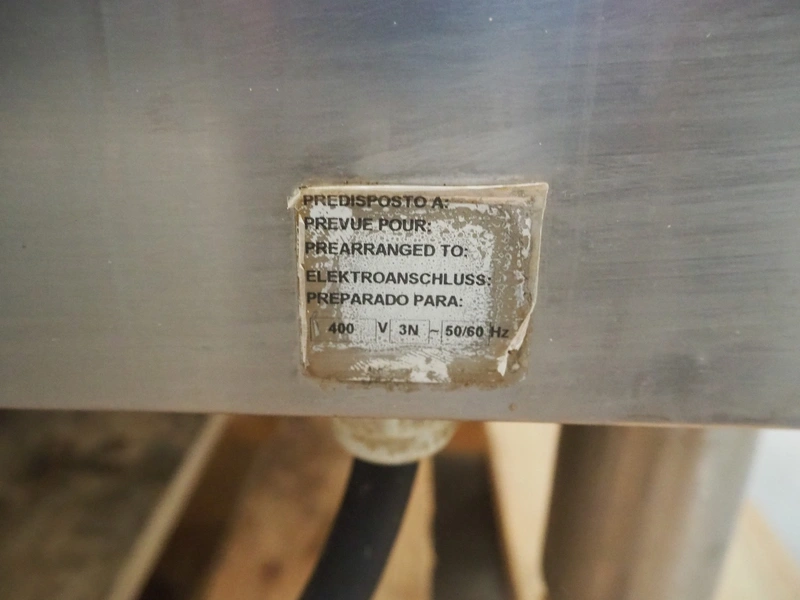 PREDISPOSTO A:
PREVUE POUR:
PREARRANGED TO:
ELEKTROANSCHLUSS:
PREPARADO PARA:
400 V 3N ~ 50/60 Hz